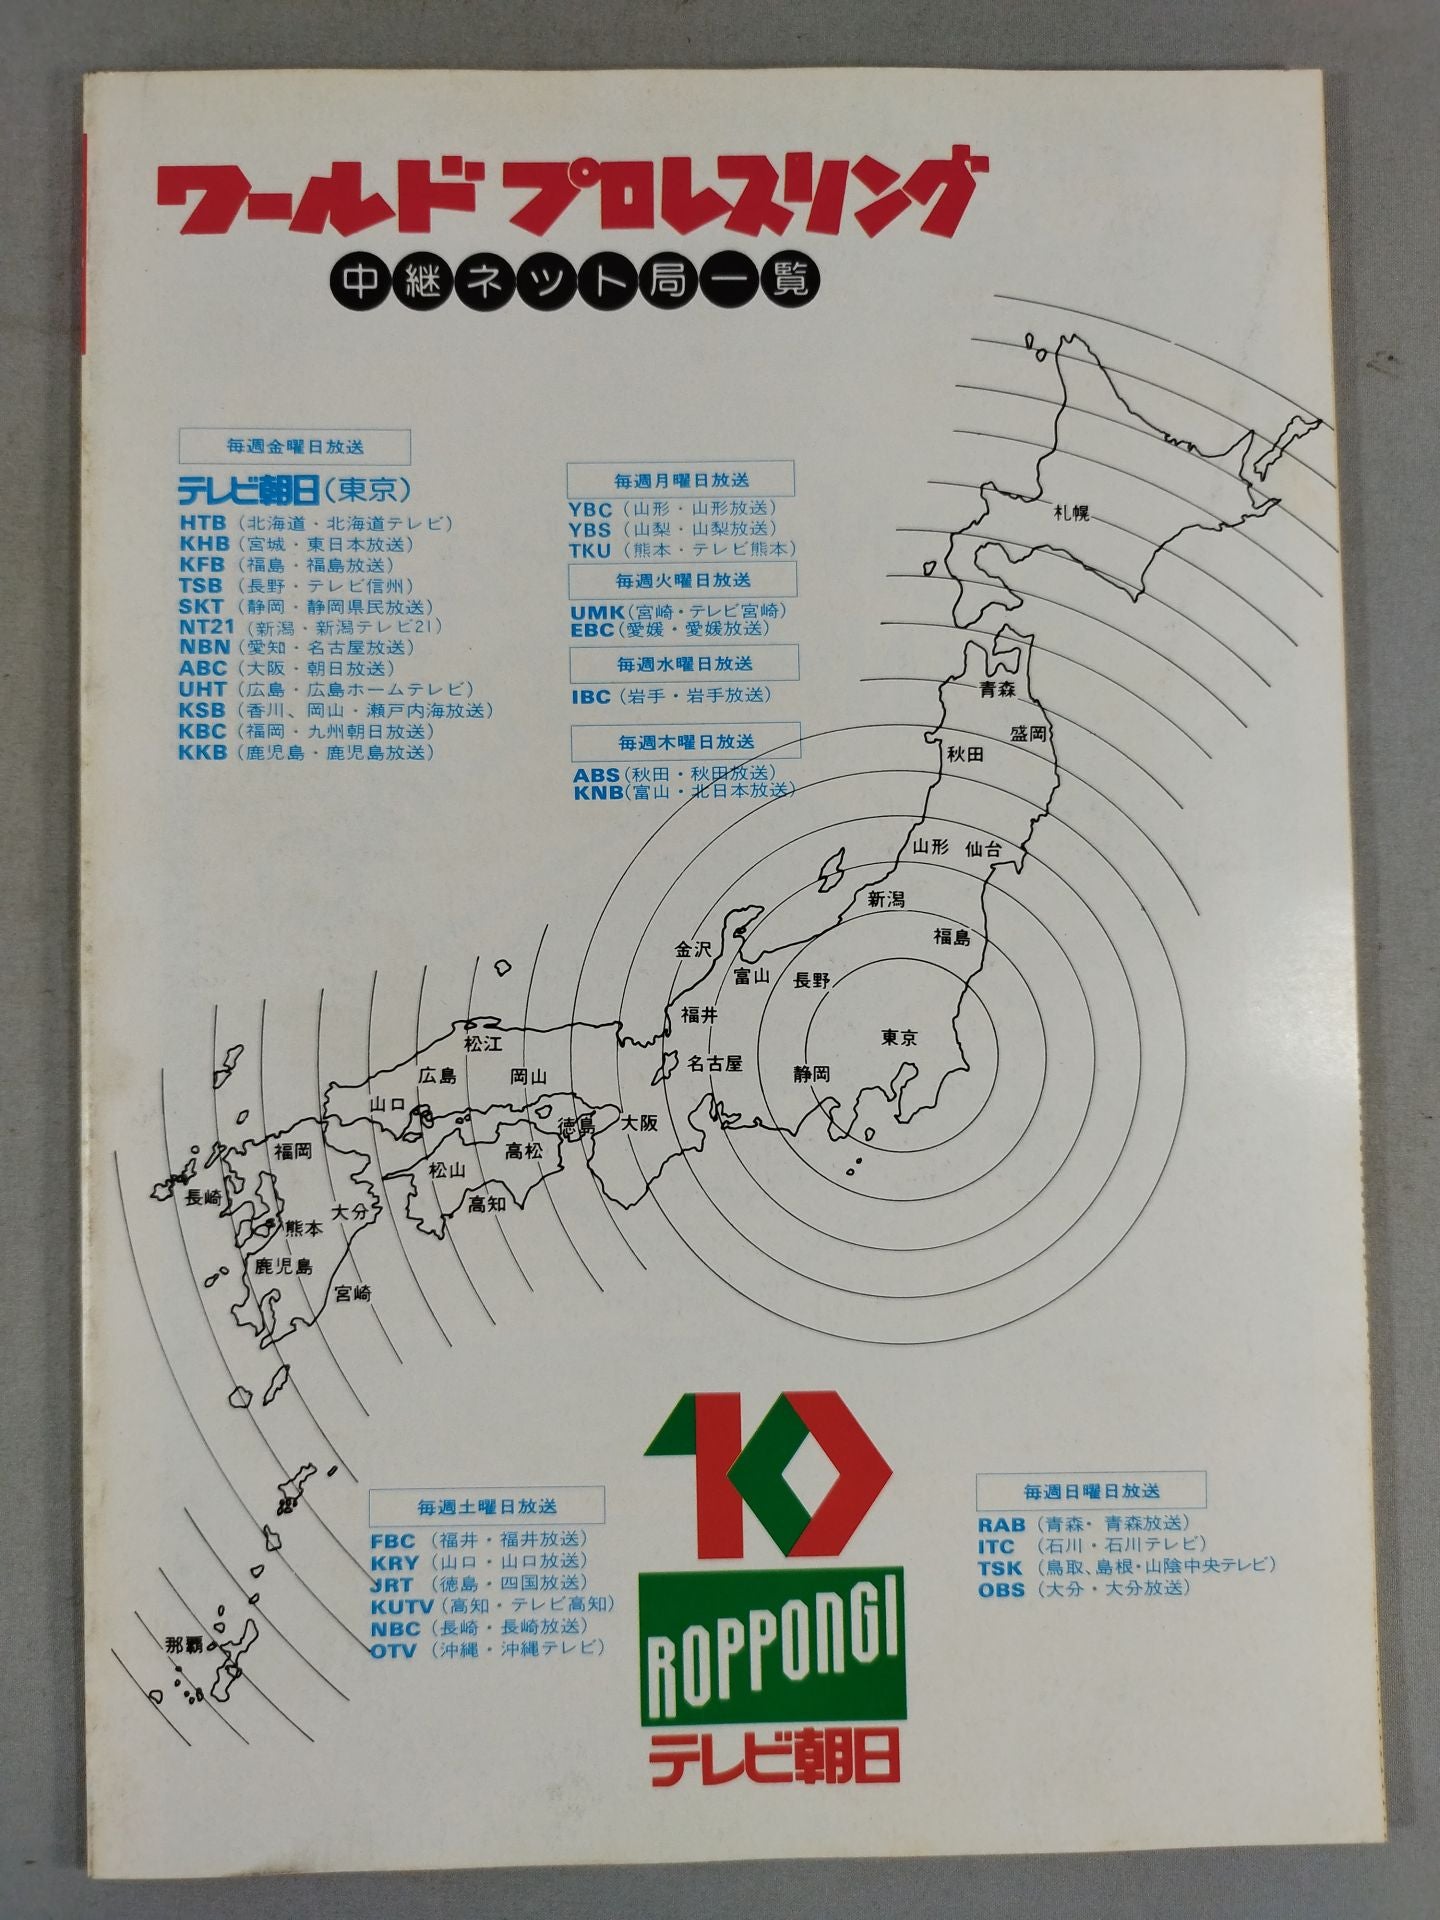 ワールド プロレスリング
中継ネット局一覧
毎週金曜日放送
テレビ朝日(東京)
HTB (北海道・北海道テレビ)
KHB (宮城・東日本放送)
KFB (福島・福島放送)
TSB (長野・テレビ信州)
SKT (静岡・静岡県民放送)
NT21 (新潟・新潟テレビ21)
NBN (愛知・名古屋放送)
ABC (大阪・朝日放送)
UHT (広島・広島ホームテレビ)
KSB (香川、岡山・瀬戸内海放送)
KBC (福岡・九州朝日放送)
KKB (鹿児島・鹿児島放送)
毎週月曜日放送
YBC (山形・山形放送)
YBS (山梨・山梨放送)
TKU (熊本・テレビ熊本)
毎週火曜日放送
UMK(宮崎・テレビ宮崎)
EBC(愛媛・愛媛放送)
毎週水曜日放送
IBC (岩手・岩手放送)
毎週木曜日放送
ABS(秋田・秋田放送)
KNB(富山・北日本放送)
札幌
青森
盛岡
秋田
山形 仙台
新潟
福島
金沢
富山 長野
福井
東京
名古屋
静岡
松江
広島
岡山
山口
徳島
大阪
福岡
高松
松山
長崎
高知
大分
熊本
鹿児島
宮崎
那覇
毎週土曜日放送
FBC (福井・福井放送)
KRY (山口・山口放送)
JRT (徳島・四国放送)
KUTV(高知・テレビ高知)
NBC (長崎・長崎放送)
OTV (沖縄・沖縄テレビ)
10
ROPPONGI
テレビ朝日
毎週日曜日放送
RAB (青森・青森放送)
ITC (石川・石川テレビ)
TSK (鳥取、島根・山陰中央テレビ)
OBS (大分・大分放送)